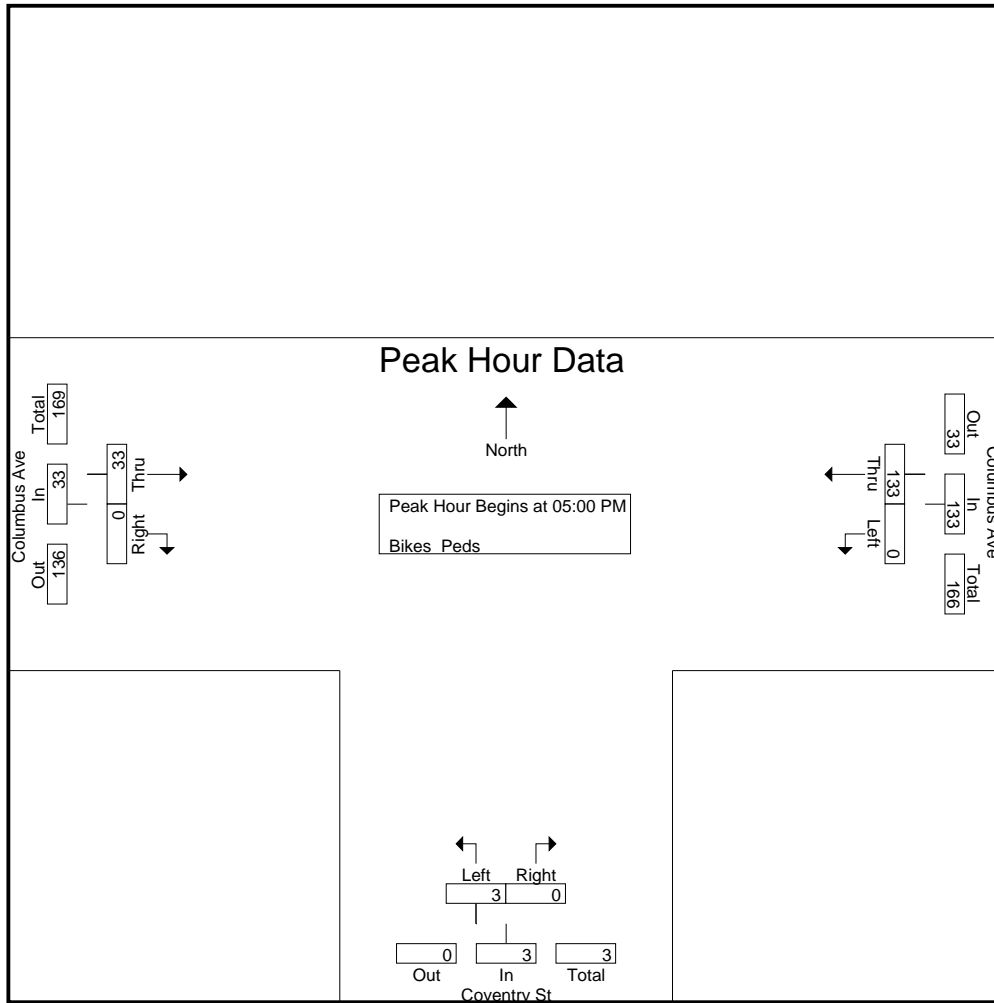 Peak Hour Data
North
Peak Hour Begins at 05:00 PM
Bikes Peds
Columbus Ave
Out In Total
136 33 169
Right Thru
0 33
Columbus Ave
Out In Total
33 133 166
Thru Left
133 0
Left Right
3 0
0 3 3
Out In Total
Coventry St